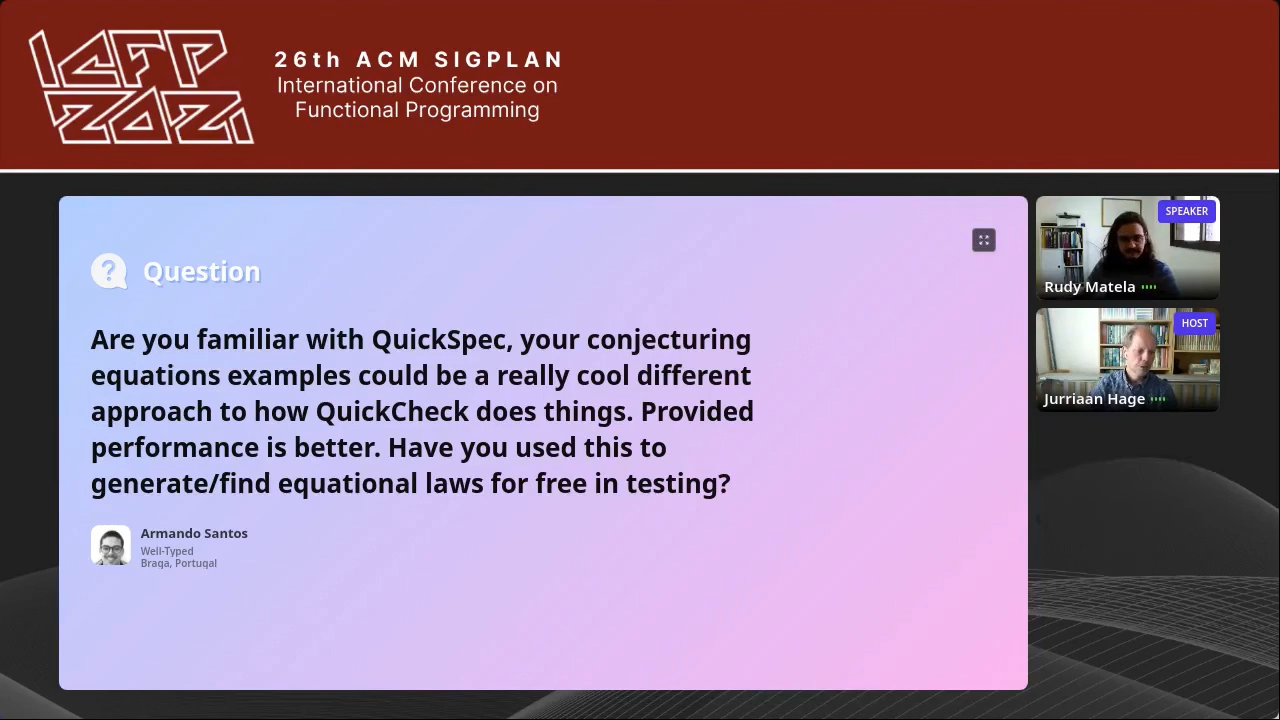 ICFP
2021
26th ACM SIGPLAN
International Conference on
Functional Programming
Question
Are you familiar with QuickSpec, your conjecturing
equations examples could be a really cool different
approach to how QuickCheck does things. Provided
performance is better. Have you used this to
generate/find equational laws for free in testing?
Armando Santos
Well-Typed
Braga, Portugal
SPEAKER
Rudy Matela
HOST
Jurriaan Hage